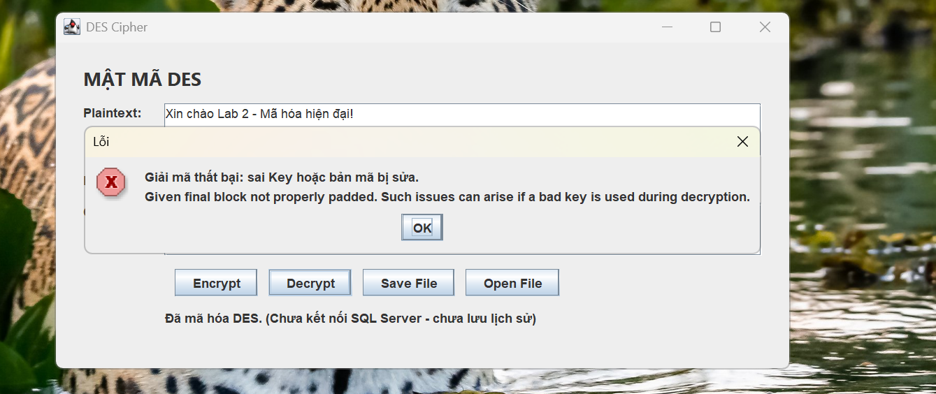 DES Cipher
MẬT MÃ DES
Plaintext:
Xin chào Lab 2 - Mã hóa hiện đại!
Lỗi
Giải mã thất bại: sai Key hoặc bản mã bị sửa.
Given final block not properly padded. Such issues can arise if a bad key is used during decryption.
OK
Encrypt Decrypt Save File Open File
Đã mã hóa DES. (Chưa kết nối SQL Server - chưa lưu lịch sử)